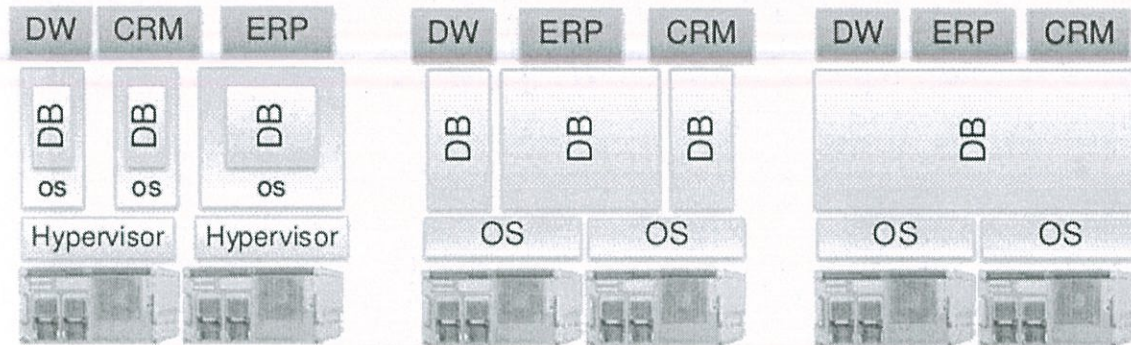 DW CRM ERP
DB DB DB
os os os
Hypervisor Hypervisor
DW ERP CRM
DB DB DB
OS OS
DW ERP CRM
DB
OS OS